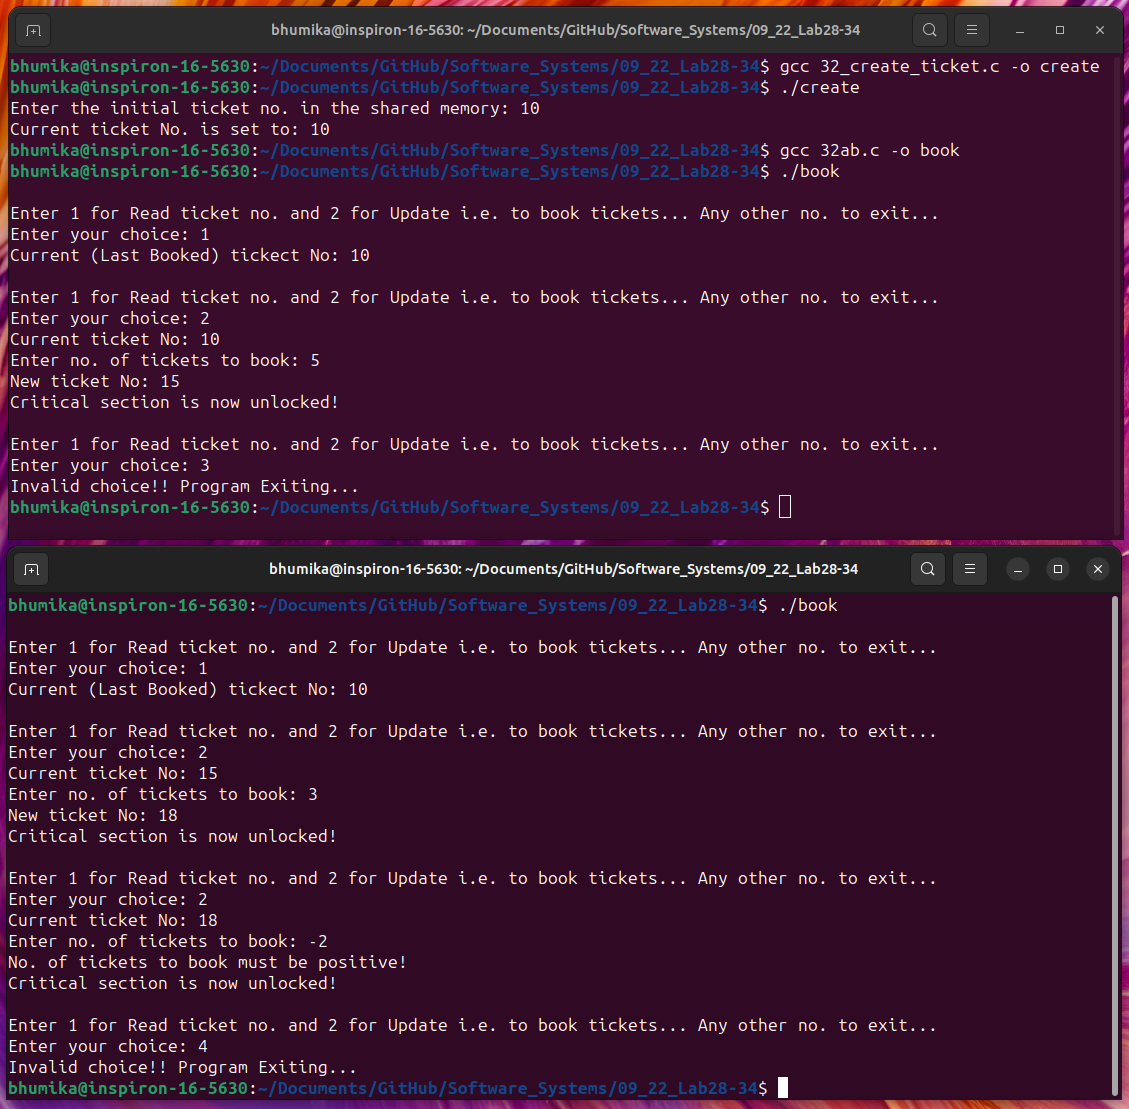 bhumika@inspiron-16-5630: ~/Documents/GitHub/Software_Systems/09_22_Lab28-34
bhumika@inspiron-16-5630:~/Documents/GitHub/Software_Systems/09_22_Lab28-34$ gcc 32_create_ticket.c -o create
bhumika@inspiron-16-5630:~/Documents/GitHub/Software_Systems/09_22_Lab28-34$ ./create
Enter the initial ticket no. in the shared memory: 10
Current ticket No. is set to: 10
bhumika@inspiron-16-5630:~/Documents/GitHub/Software_Systems/09_22_Lab28-34$ gcc 32ab.c -o book
bhumika@inspiron-16-5630:~/Documents/GitHub/Software_Systems/09_22_Lab28-34$ ./book
Enter 1 for Read ticket no. and 2 for Update i.e. to book tickets... Any other no. to exit...
Enter your choice: 1
Current (Last Booked) tickect No: 10
Enter 1 for Read ticket no. and 2 for Update i.e. to book tickets... Any other no. to exit...
Enter your choice: 2
Current ticket No: 10
Enter no. of tickets to book: 5
New ticket No: 15
Critical section is now unlocked!
Enter 1 for Read ticket no. and 2 for Update i.e. to book tickets... Any other no. to exit...
Enter your choice: 3
Invalid choice!! Program Exiting...
bhumika@inspiron-16-5630:~/Documents/GitHub/Software_Systems/09_22_Lab28-34$
bhumika@inspiron-16-5630: ~/Documents/GitHub/Software_Systems/09_22_Lab28-34
bhumika@inspiron-16-5630:~/Documents/GitHub/Software_Systems/09_22_Lab28-34$ ./book
Enter 1 for Read ticket no. and 2 for Update i.e. to book tickets... Any other no. to exit...
Enter your choice: 1
Current (Last Booked) tickect No: 10
Enter 1 for Read ticket no. and 2 for Update i.e. to book tickets... Any other no. to exit...
Enter your choice: 2
Current ticket No: 15
Enter no. of tickets to book: 3
New ticket No: 18
Critical section is now unlocked!
Enter 1 for Read ticket no. and 2 for Update i.e. to book tickets... Any other no. to exit...
Enter your choice: 2
Current ticket No: 18
Enter no. of tickets to book: -2
No. of tickets to book must be positive!
Critical section is now unlocked!
Enter 1 for Read ticket no. and 2 for Update i.e. to book tickets... Any other no. to exit...
Enter your choice: 4
Invalid choice!! Program Exiting...
bhumika@inspiron-16-5630:~/Documents/GitHub/Software_Systems/09_22_Lab28-34$